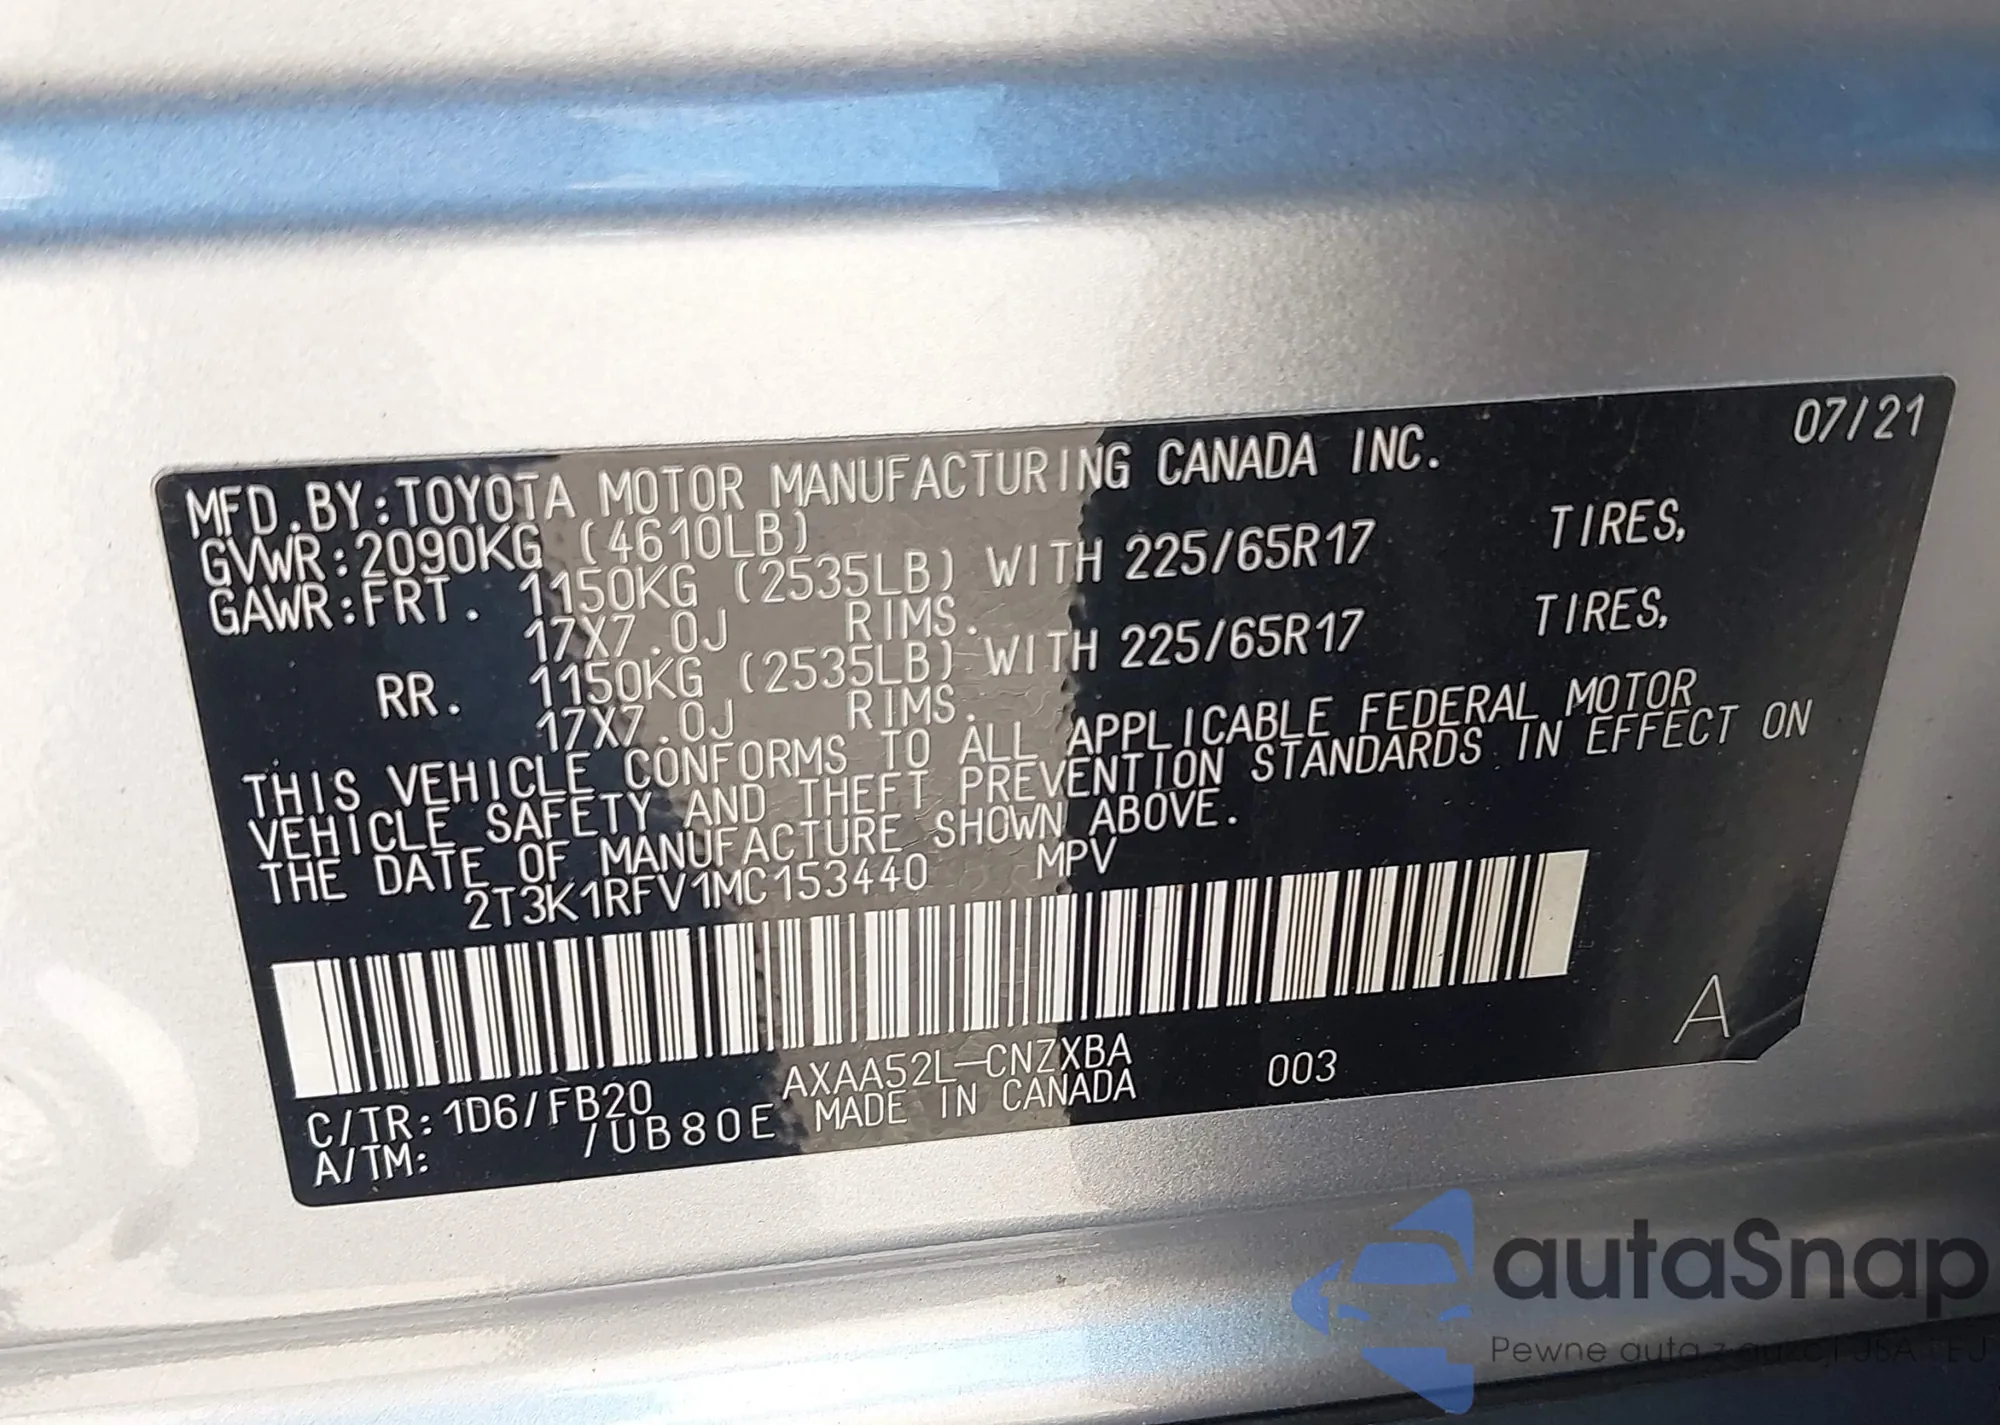 07/21
MFD.BY:TOYOTA MOTOR MANUFACTURING CANADA INC.
GVWR:2090KG (4610LB)
GAWR:FRT. 1150KG (2535LB) WITH 225/65R17 TIRES,
17X7.0J RIMS.
RR. 1150KG (2535LB) WITH 225/65R17 TIRES,
17X7.0J RIMS.
THIS VEHICLE CONFORMS TO ALL APPLICABLE FEDERAL MOTOR
VEHICLE SAFETY AND THEFT PREVENTION STANDARDS IN EFFECT ON
THE DATE OF MANUFACTURE SHOWN ABOVE.
2T3K1RFV1MC153440 MPV
A
C/TR:1D6/FB20 AXAA52L-CNZXBA 003
A/TM: /UB80E MADE IN CANADA
autaSnap
Pewne auta z